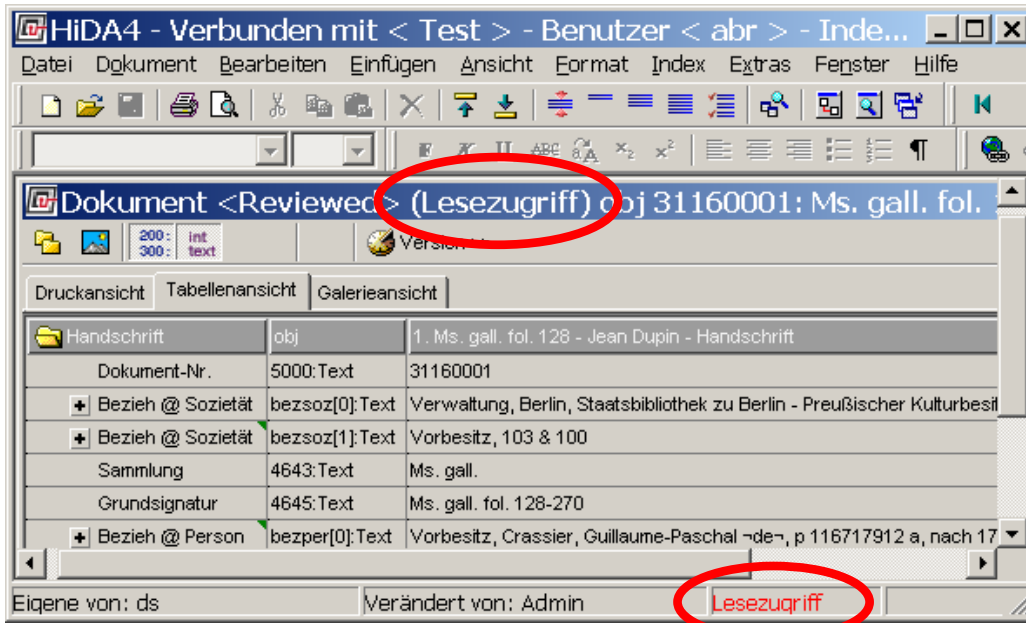 HiDA4 - Verbunden mit < Test > - Benutzer < abr > - Inde...
Datei Dokument Bearbeiten Einfügen Ansicht Format Index Extras Fenster Hilfe
F K U ABC
Dokument <Reviewed> (Lesezugriff) obj 31160001: Ms. gall. fol.
200: int
300: text
Version
Druckansicht Tabellenansicht Galerieansicht
Handschrift obj 1. Ms. gall. fol. 128 - Jean Dupin - Handschrift
Dokument-Nr. 5000:Text 31160001
Bezieh @ Sozietät bezsoz[0]:Text Verwaltung, Berlin, Staatsbibliothek zu Berlin - Preußischer Kulturbesit
Bezieh @ Sozietät bezsoz[1]:Text Vorbesitz, 103 & 100
Sammlung 4643:Text Ms. gall.
Grundsignatur 4645:Text Ms. gall. fol. 128-270
Bezieh @ Person bezper[0]:Text Vorbesitz, Crassier, Guillaume-Paschal ¬de¬, p 116717912 a, nach 17
Eigene von: ds Verändert von: Admin Lesezugriff